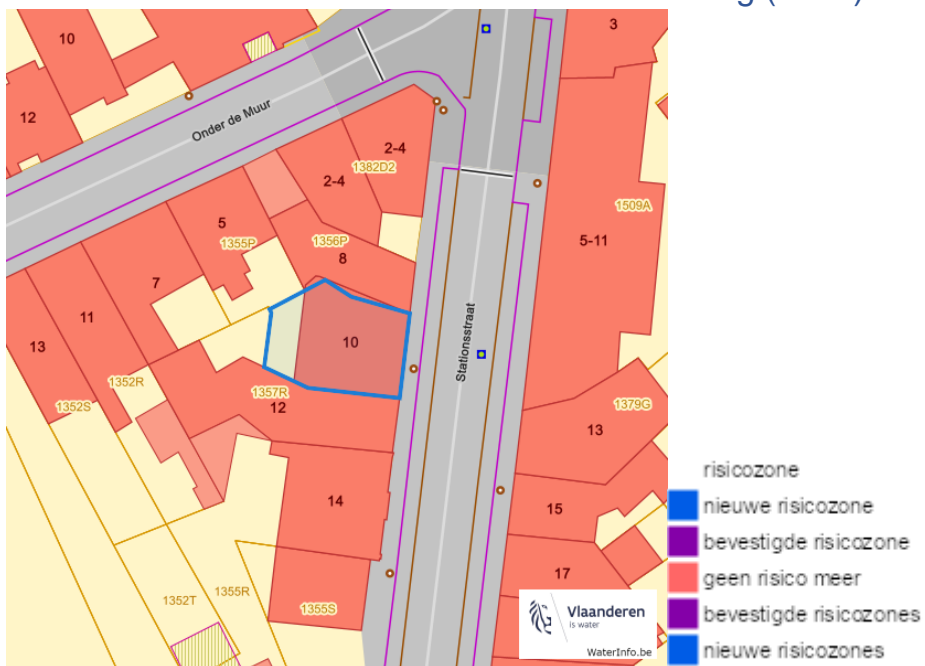 10
3
12
Onder de Muur
2-4
1382D2
2-4
1509A
5
1355P
1356P
5-11
8
7
11
10
Stationsstraat
13
1352R
1357R
1352S
12
1379G
13
risicozone
14
15
nieuwe risicozone
bevestigde risicozone
17
geen risico meer
1352T
1355R
1355S
Vlaanderen
is water
bevestigde risicozones
WaterInfo.be
nieuwe risicozones